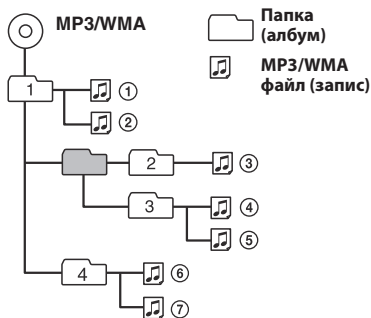 MP3/WMA
Папка
(албум)
MP3/WMA
файл (запис)
1
①
②
2
③
3
④
⑤
4
⑥
⑦